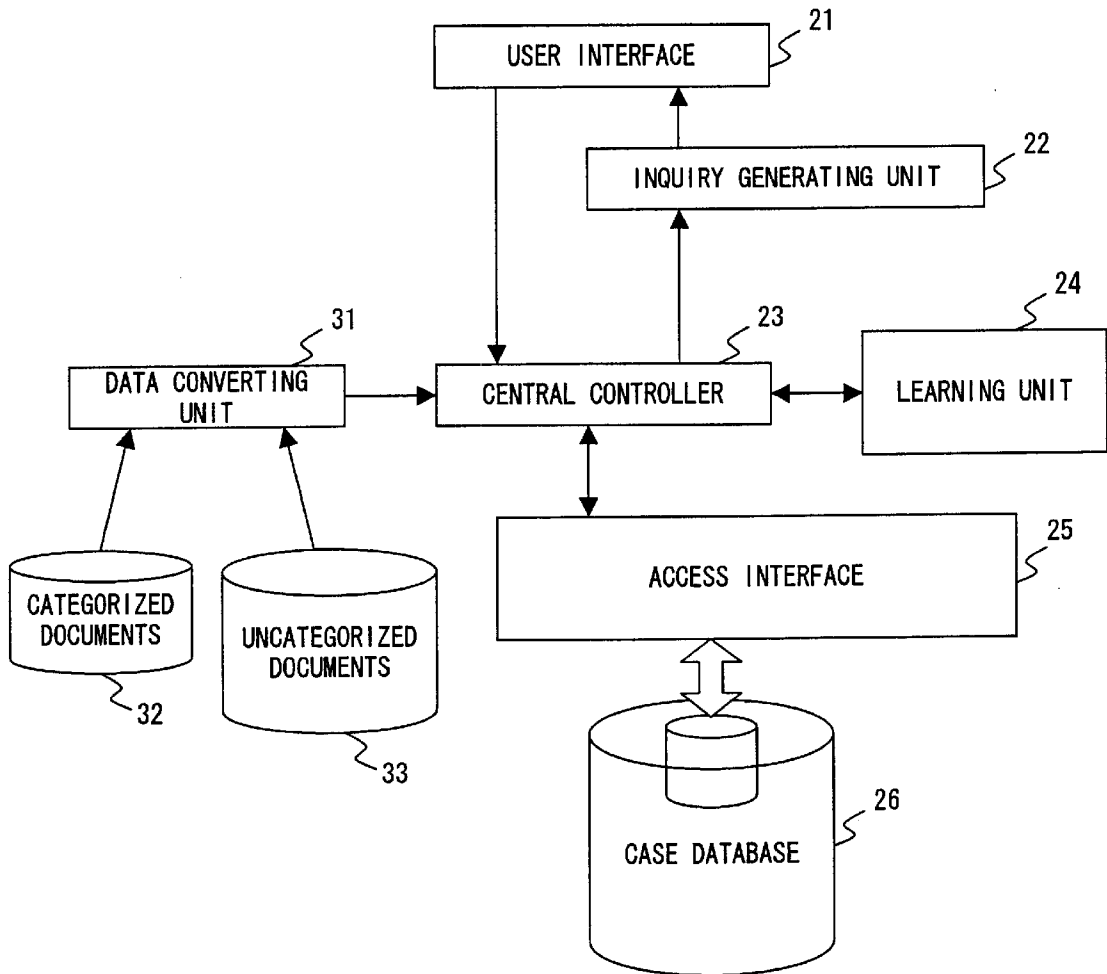 21
USER INTERFACE
22
INQUIRY GENERATING UNIT
24
31
23
DATA CONVERTING
UNIT
CENTRAL CONTROLLER
LEARNING UNIT
25
ACCESS INTERFACE
CATEGORIZED
DOCUMENTS
UNCATEGORIZED
DOCUMENTS
32
33
26
CASE DATABASE